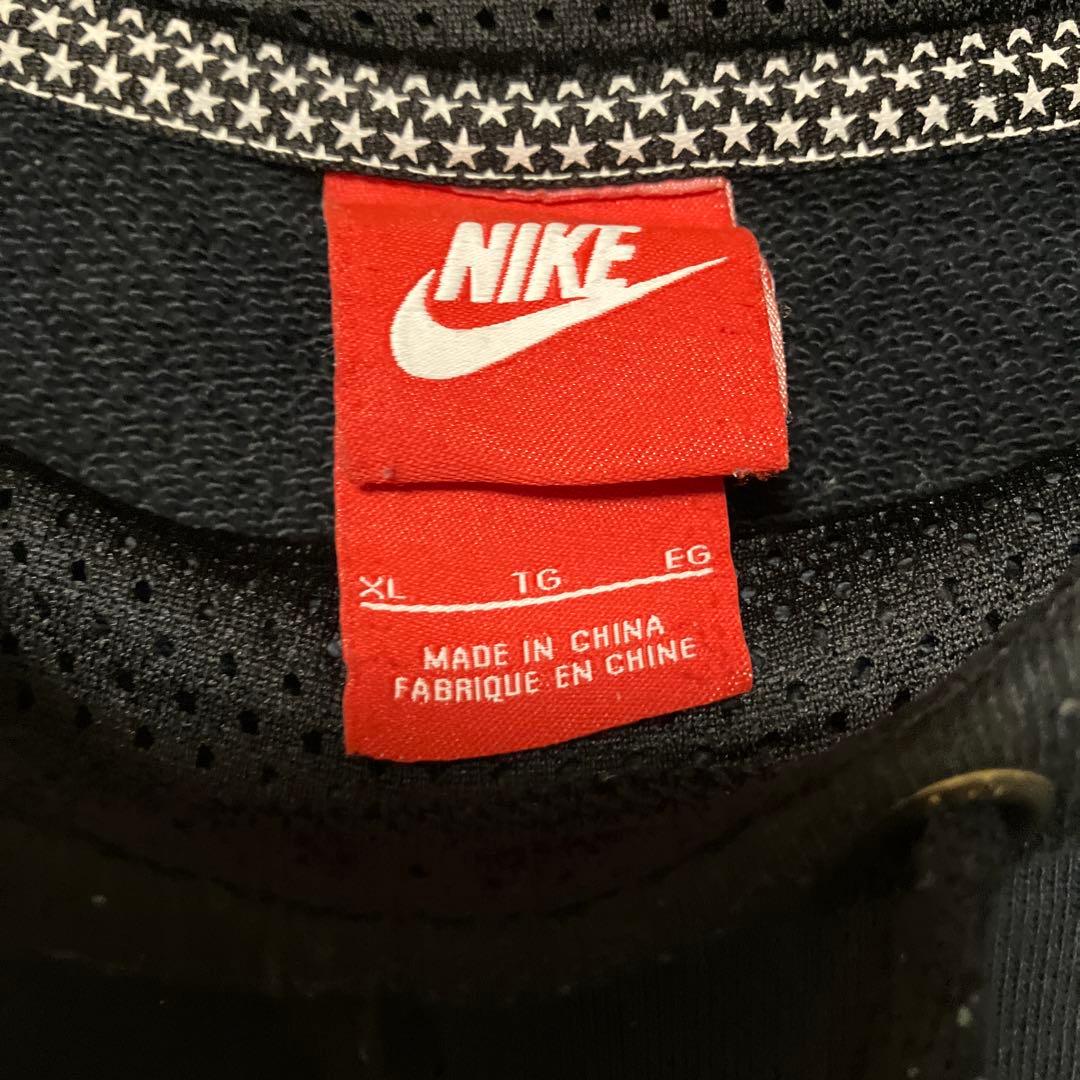 NIKE
XL TG EG
MADE IN CHINA
FABRIQUE EN CHINE